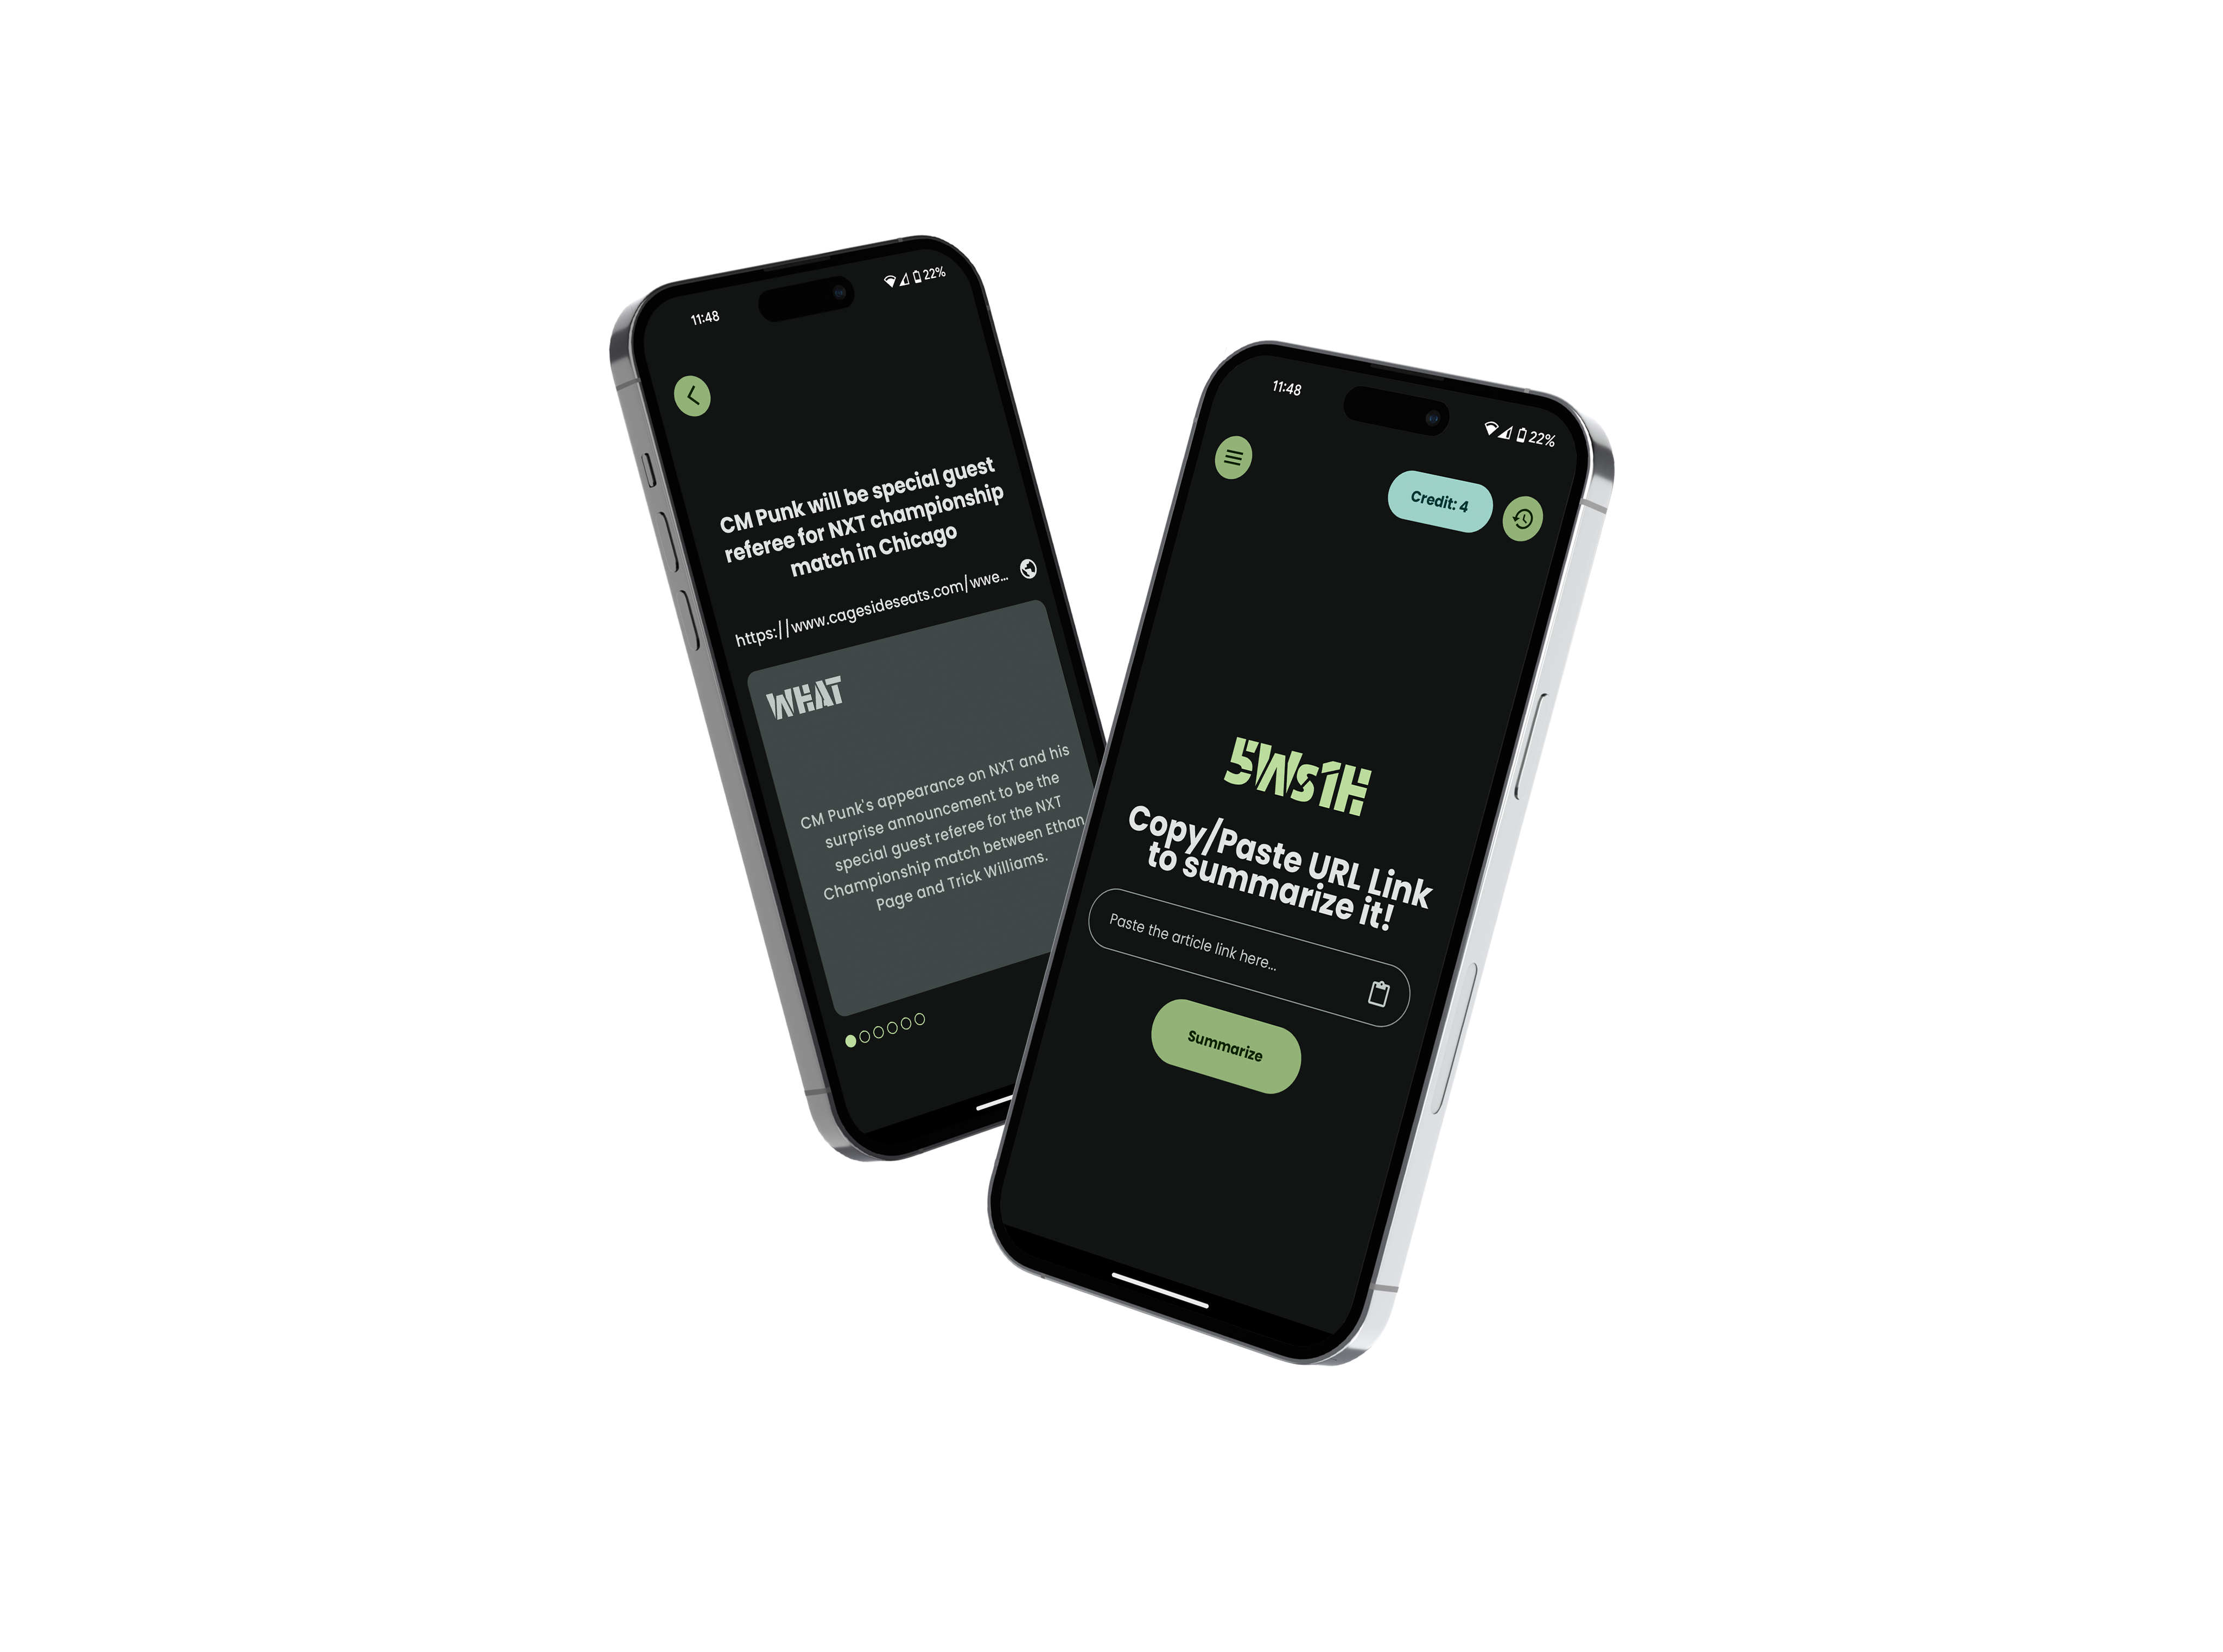 11:48
22%
CM Punk will be special guest
referee for NXT championship
match in Chicago
https://www.cagesideseats.com/wwe...
WHAT
CM Punk's appearance on NXT and his
surprise announcement to be the
special guest referee for the NXT
Championship match between Ethan
Page and Trick Williams.
11:48
22%
Credit: 4
5Ws1H
Copy/Paste URL Link
to summarize it!
Paste the article link here...
Summarize